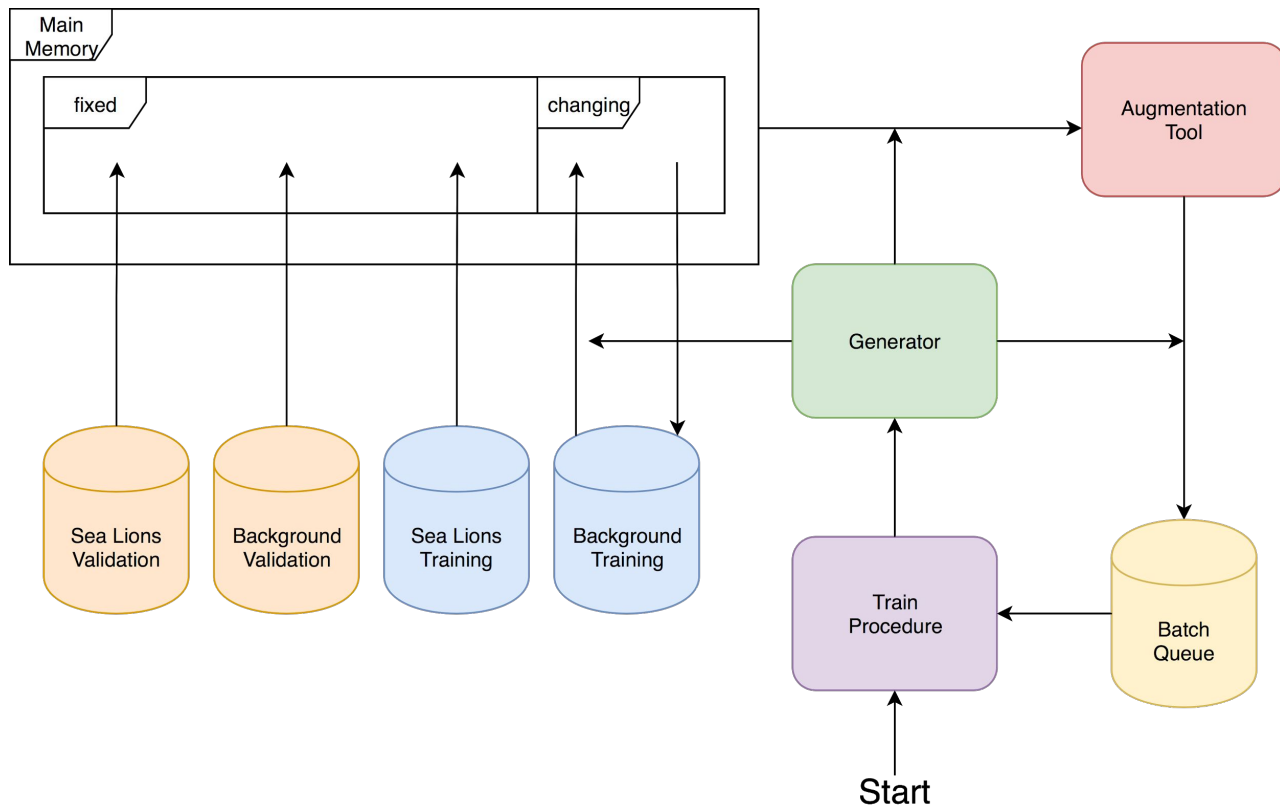 Main
Memory
fixed
changing
Augmentation
Tool
Generator
Sea Lions
Validation
Background
Validation
Sea Lions
Training
Background
Training
Train
Procedure
Batch
Queue
Start